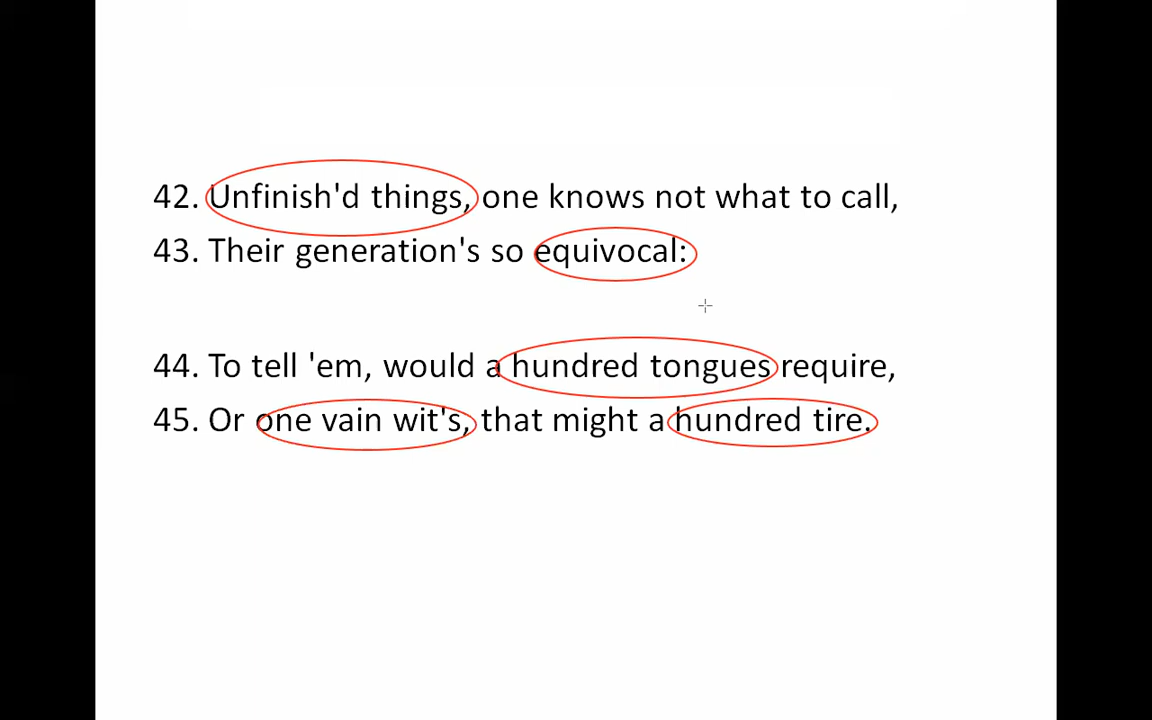 42. Unfinish'd things, one knows not what to call,
43. Their generation's so equivocal:
44. To tell 'em, would a hundred tongues require,
45. Or one vain wit's, that might a hundred tire.